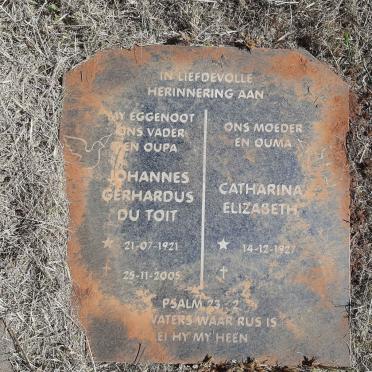 IN LIEFDEVOLLE
HERINNERING AAN
MY EGGENOOT
ONS VADER
EN OUPA
JOHANNES
GERHARDUS
DU TOIT
21-07-1921
25-11-2005
ONS MOEDER
EN OUMA
CATHARINA
ELIZABETH
14-12-1927
PSALM 23 - 2
WATERS WAAR RUS IS
EI HY MY HEEN